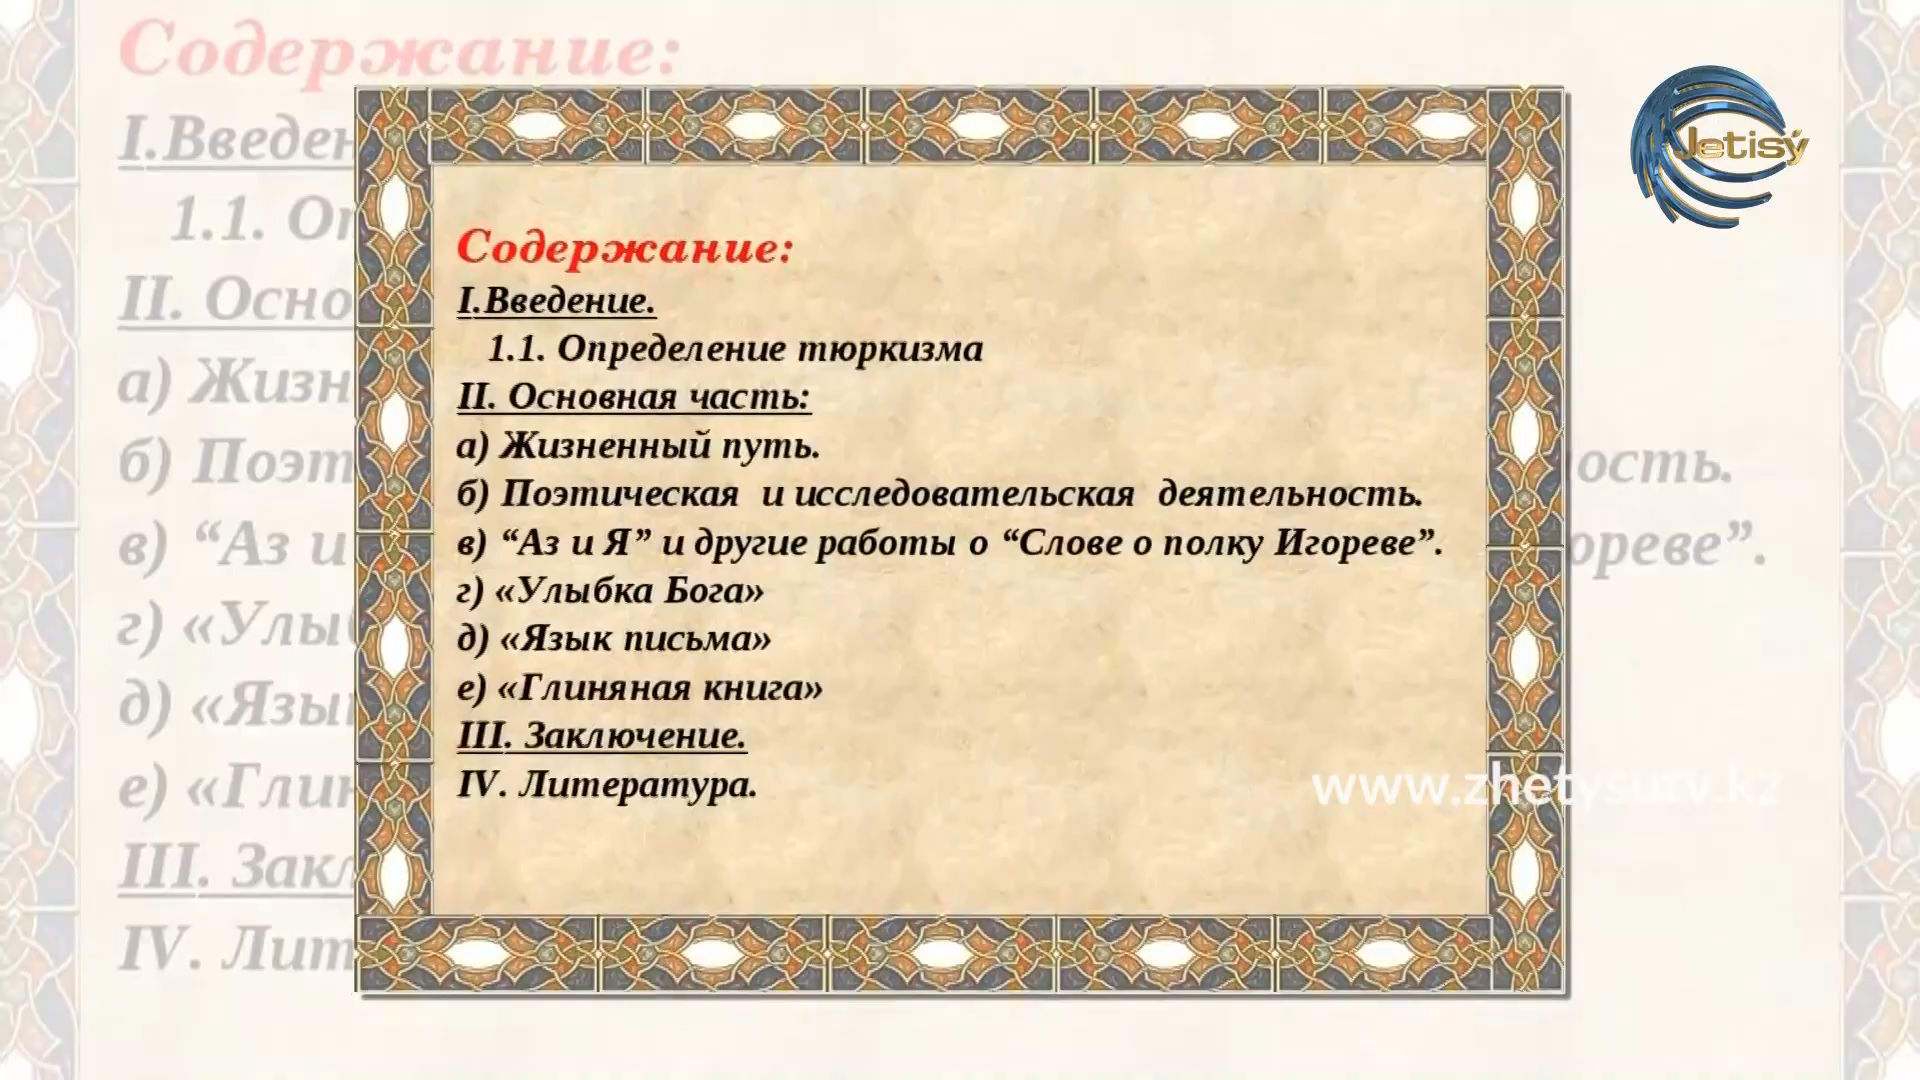 Содержание:
I.Введение.
1.1. Определение тюркизма
II. Основная часть:
а) Жизненный путь.
б) Поэтическая и исследовательская деятельность.
в) “Аз и Я” и другие работы о “Слове о полку Игореве”.
г) «Улыбка Бога»
д) «Язык письма»
е) «Глиняная книга»
III. Заключение.
IV. Литература.
Jetisý
www.zhetysutv.kz